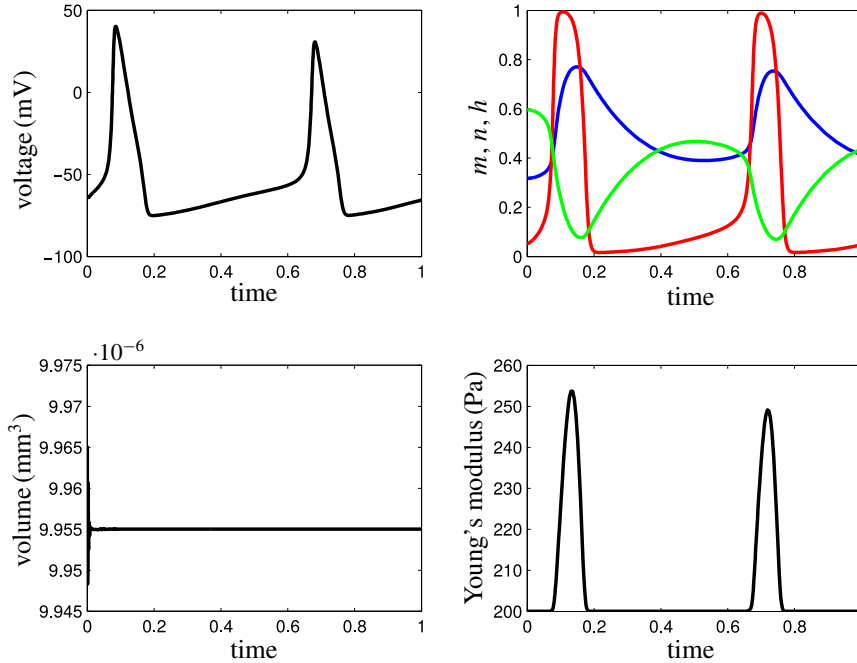 50
0
−50
−100
voltage (mV)
0 0.2 0.4 0.6 0.8 1
time
1
0.8
0.6
0.4
0.2
0
m, n, h
0 0.2 0.4 0.6 0.8
time
·10−6
9.975
9.97
9.965
9.96
9.955
9.95
9.945
volume (mm³)
0 0.2 0.4 0.6 0.8 1
time
260
250
240
230
220
210
200
Young's modulus (Pa)
0 0.2 0.4 0.6 0.8
time